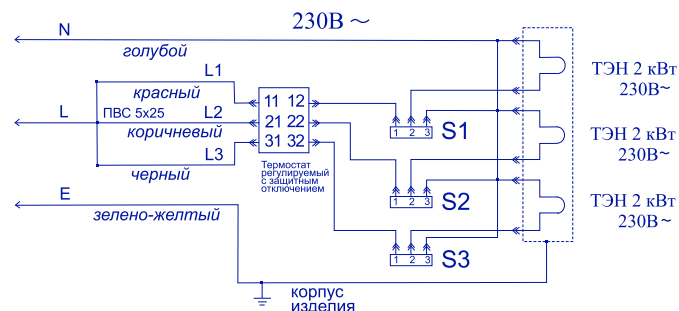 230В ~
N
голубой
L1
красный
L
ПВС 5х25
L2
коричневый
L3
черный
E
зелено-желтый
11 12
21 22
31 32
Термостат
регулируемый
с защитным
отключением
1 2 3
S1
1 2 3
S2
1 2 3
S3
ТЭН 2 кВт
230В~
ТЭН 2 кВт
230В~
ТЭН 2 кВт
230В~
корпус
изделия